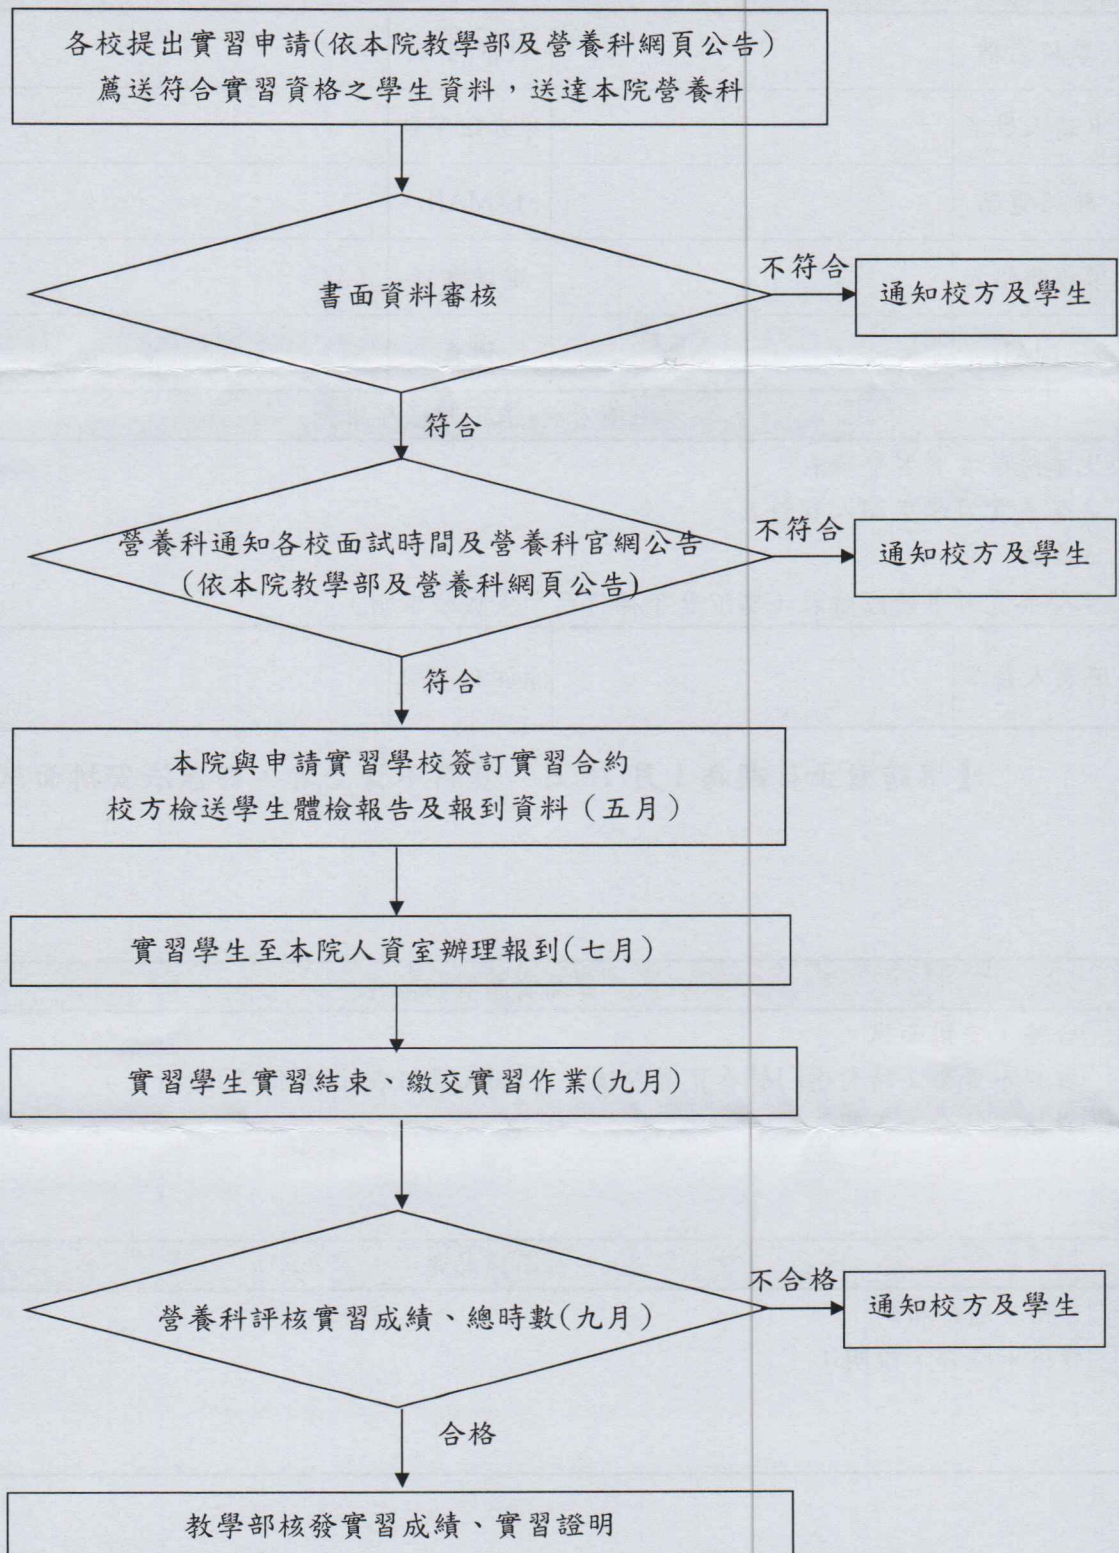 各校提出實習申請(依本院教學部及營養科網頁公告)
薦送符合實習資格之學生資料，送達本院營養科
書面資料審核
不符合
通知校方及學生
符合
營養科通知各校面試時間及營養科官網公告
(依本院教學部及營養科網頁公告)
不符合
通知校方及學生
符合
本院與申請實習學校簽訂實習合約
校方檢送學生體檢報告及報到資料（五月）
實習學生至本院人資室辦理報到(七月)
實習學生實習結束、繳交實習作業(九月)
營養科評核實習成績、總時數(九月)
不合格
通知校方及學生
合格
教學部核發實習成績、實習證明